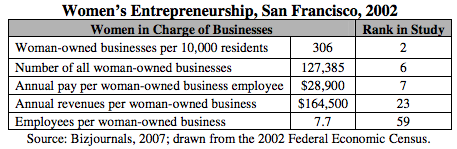 Women's Entrepreneurship, San Francisco, 2002
Women in Charge of Businesses Rank in Study
Woman-owned businesses per 10,000 residents 306 2
Number of all woman-owned businesses 127,385 6
Annual pay per woman-owned business employee $28,900 7
Annual revenues per woman-owned business $164,500 23
Employees per woman-owned business 7.7 59
Source: Bizjournals, 2007; drawn from the 2002 Federal Economic Census.